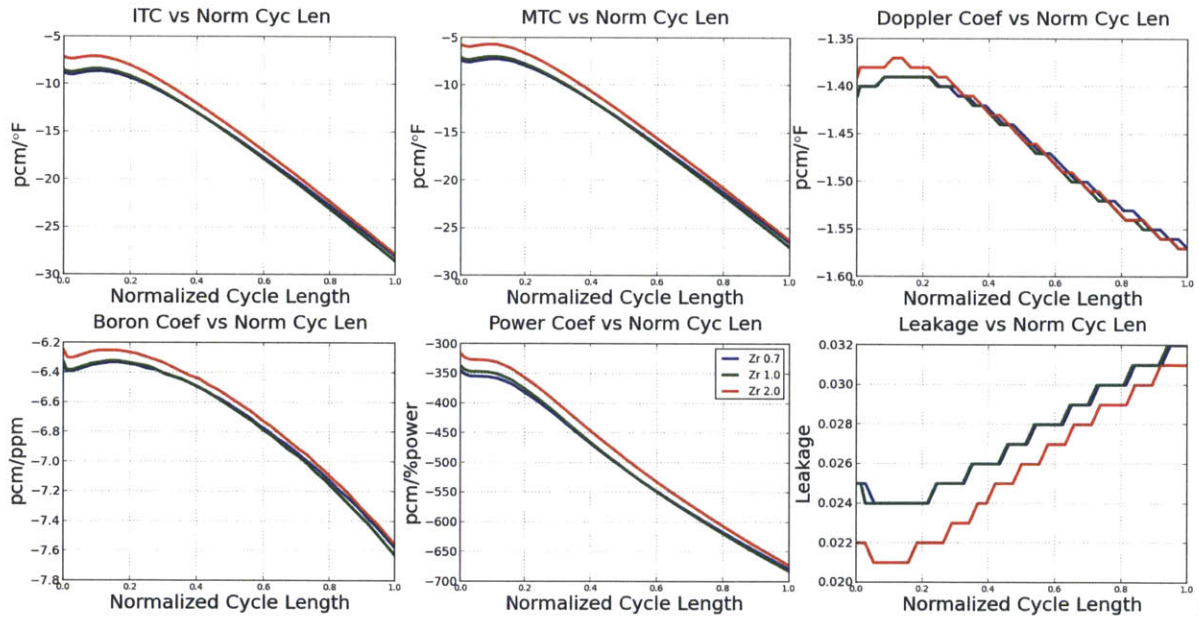 ITC vs Norm Cyc Len
−5
−10
−15
−20
−25
−30
pcm/°F
0.0 0.2 0.4 0.6 0.8 1.0
Normalized Cycle Length
MTC vs Norm Cyc Len
−5
−10
−15
−20
−25
−30
pcm/°F
0.0 0.2 0.4 0.6 0.8 1.0
Normalized Cycle Length
Doppler Coef vs Norm Cyc Len
−1.35
−1.40
−1.45
−1.50
−1.55
−1.60
pcm/°F
0.0 0.2 0.4 0.6 0.8 1.0
Normalized Cycle Length
Boron Coef vs Norm Cyc Len
−6.2
−6.4
−6.6
−6.8
−7.0
−7.2
−7.4
−7.6
−7.8
pcm/ppm
0.0 0.2 0.4 0.6 0.8 1.0
Normalized Cycle Length
Power Coef vs Norm Cyc Len
−300
−350
−400
−450
−500
−550
−600
−650
−700
pcm/%power
Zr 0.7
Zr 1.0
Zr 2.0
0.0 0.2 0.4 0.6 0.8 1.0
Normalized Cycle Length
Leakage vs Norm Cyc Len
0.032
0.030
0.028
0.026
0.024
0.022
0.020
Leakage
0.0 0.2 0.4 0.6 0.8 1.0
Normalized Cycle Length